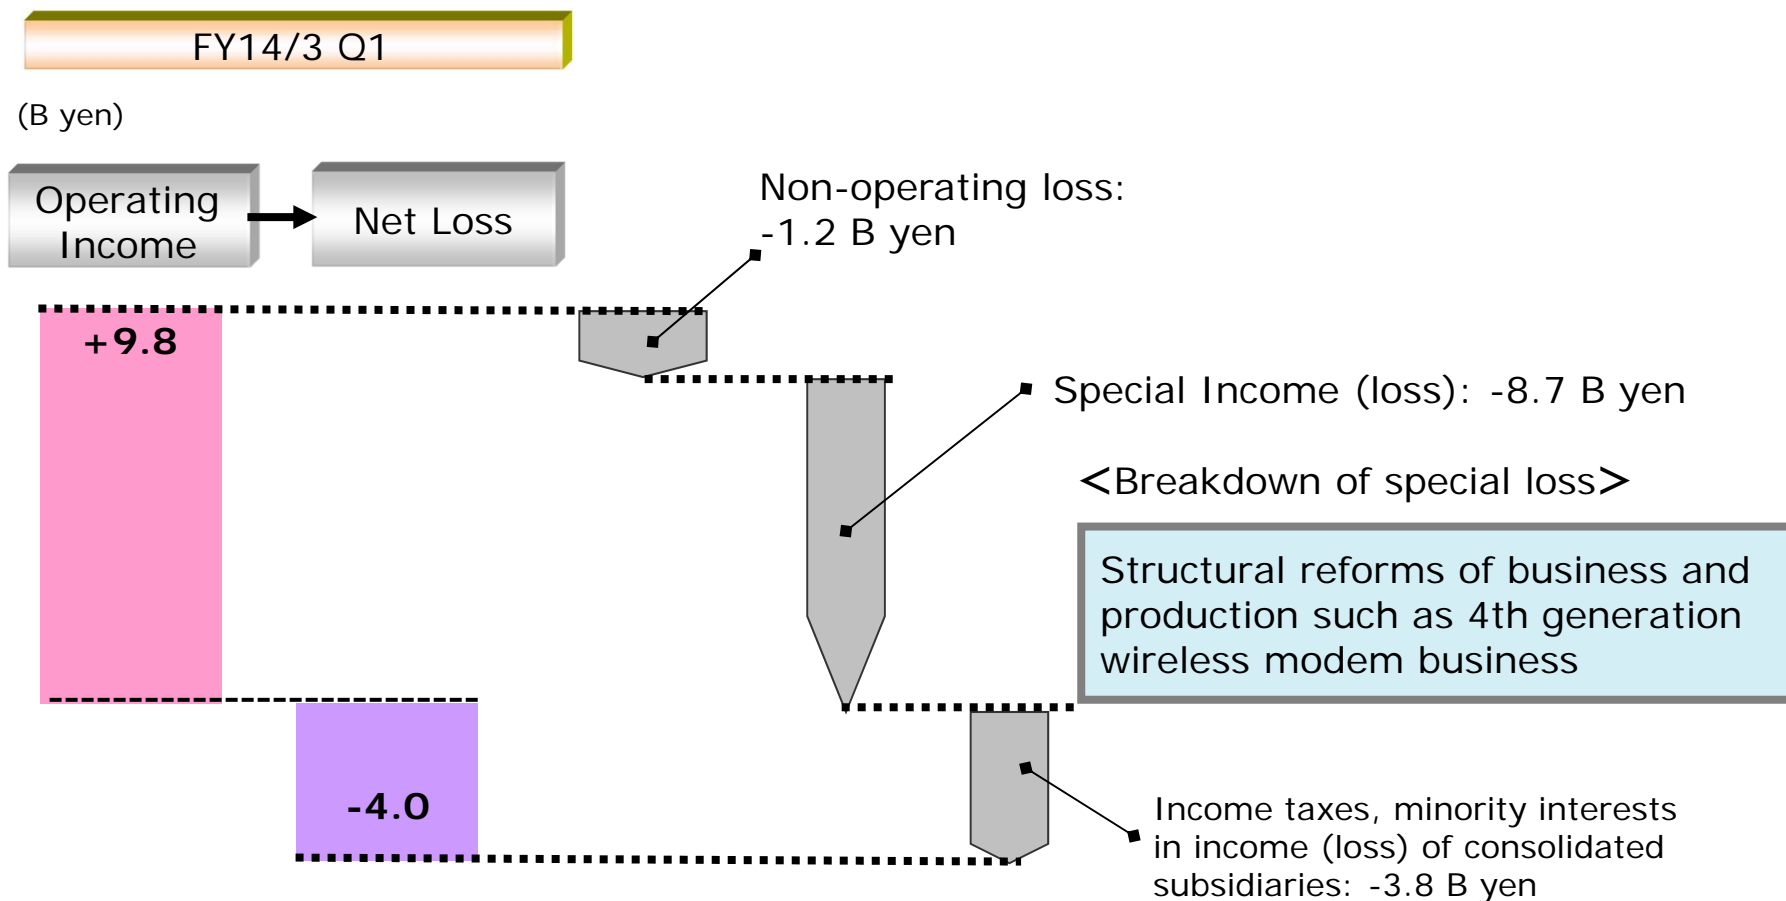 FY14/3 Q1
(B yen)
Operating
Income
Net Loss
Non-operating loss:
-1.2 B yen
+9.8
Special Income (loss): -8.7 B yen
<Breakdown of special loss>
Structural reforms of business and
production such as 4th generation
wireless modem business
-4.0
Income taxes, minority interests
in income (loss) of consolidated
subsidiaries: -3.8 B yen